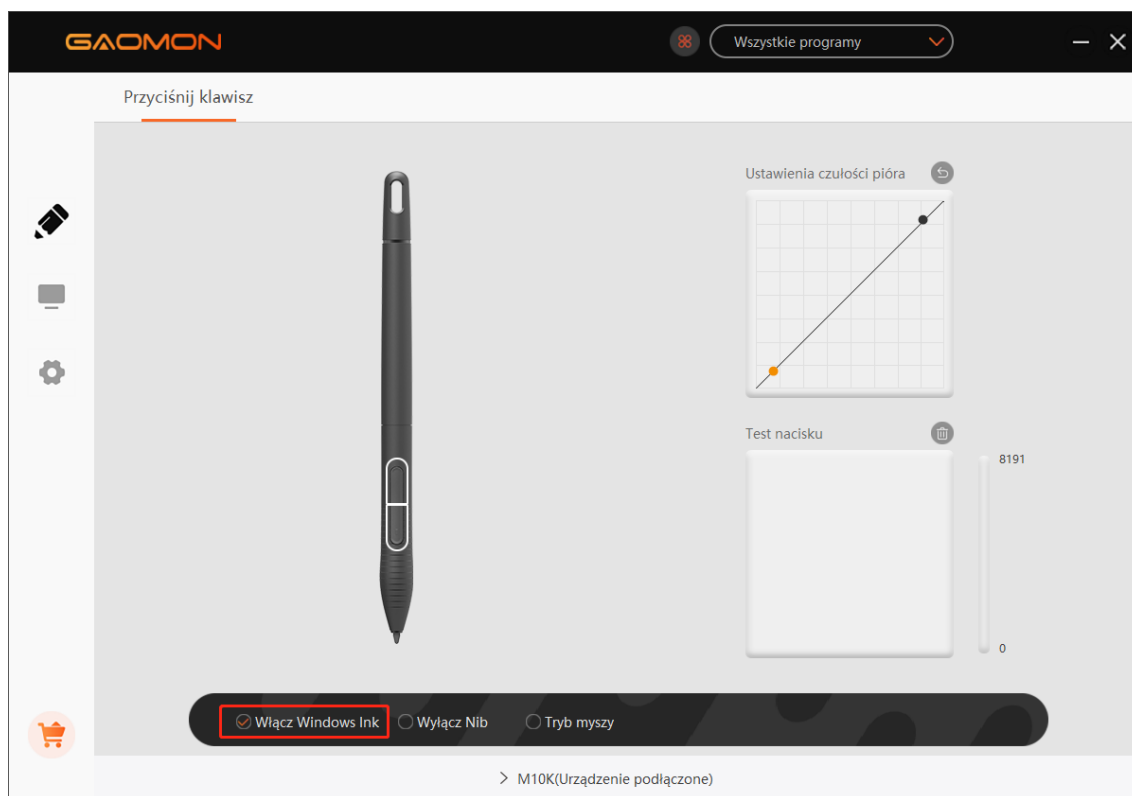 GAOMON
Wszystkie programy
Przyciśnij klawisz
Ustawienia czułości pióra
Test nacisku
8191
0
Włącz Windows Ink
Wyłącz Nib
Tryb myszy
M10K(Urządzenie podłączone)